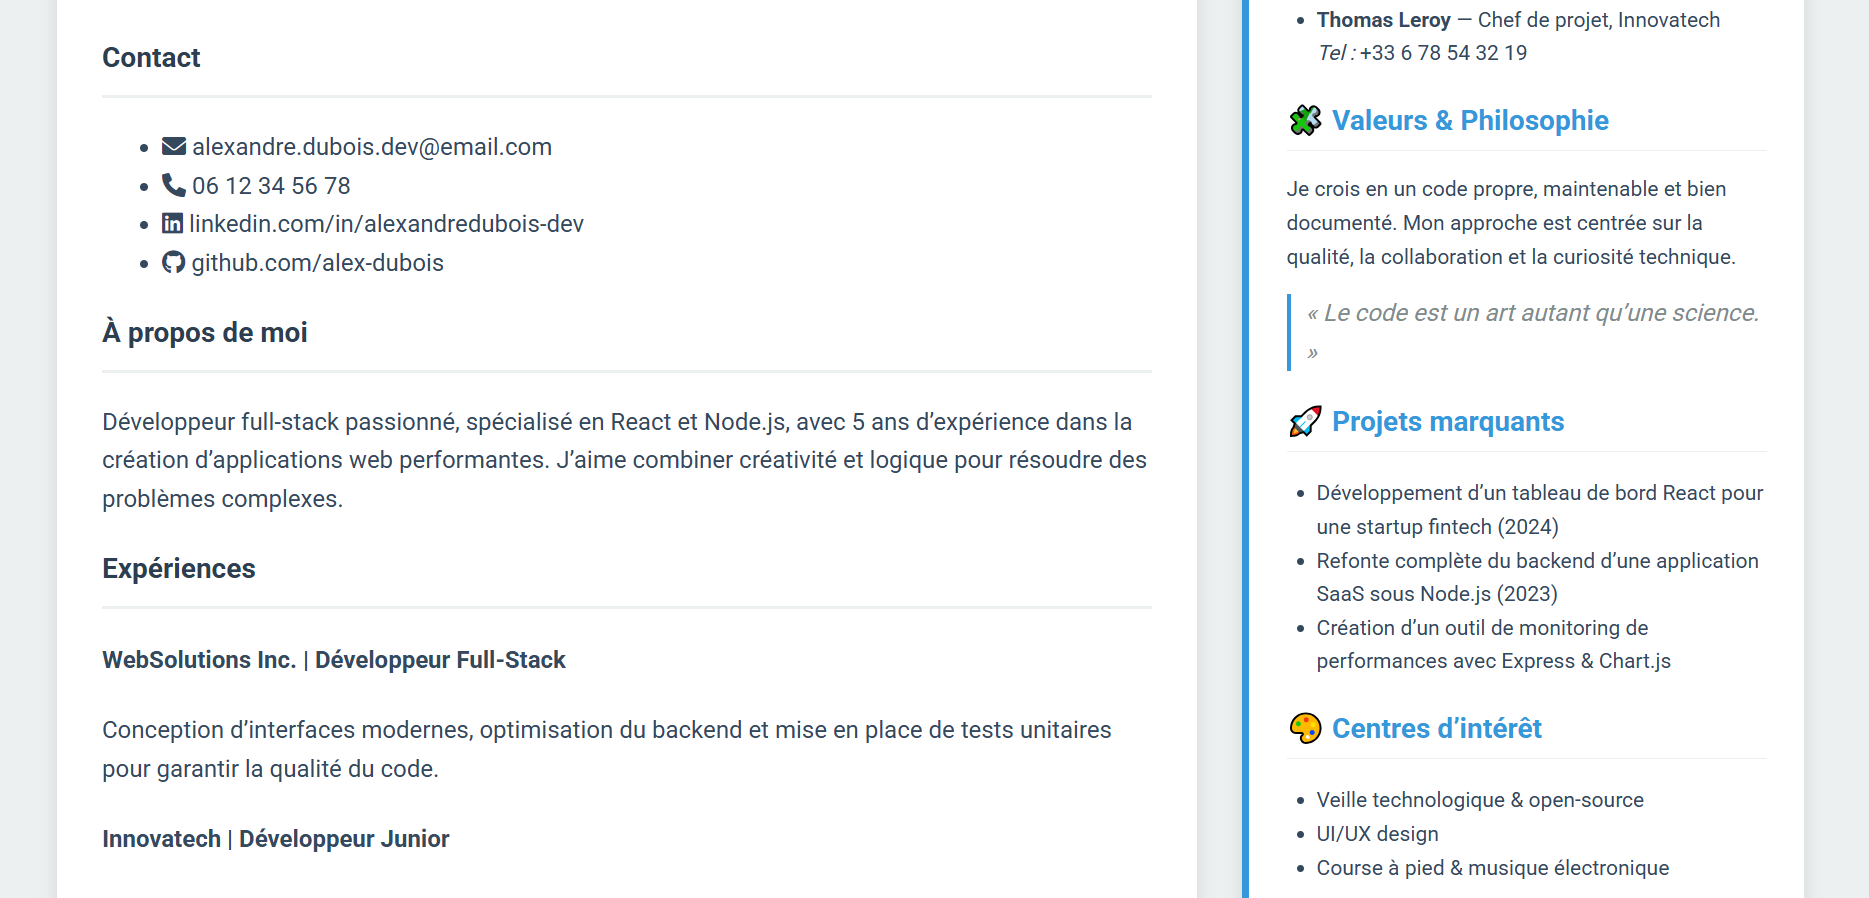 Contact
alexandre.dubois.dev@email.com
06 12 34 56 78
linkedin.com/in/alexandredubois-dev
github.com/alex-dubois
À propos de moi
Développeur full-stack passionné, spécialisé en React et Node.js, avec 5 ans d’expérience dans la
création d’applications web performantes. J’aime combiner créativité et logique pour résoudre des
problèmes complexes.
Expériences
WebSolutions Inc. | Développeur Full-Stack
Conception d’interfaces modernes, optimisation du backend et mise en place de tests unitaires
pour garantir la qualité du code.
Innovatech | Développeur Junior
Thomas Leroy — Chef de projet, Innovatech
Tel : +33 6 78 54 32 19
Valeurs & Philosophie
Je crois en un code propre, maintenable et bien
documenté. Mon approche est centrée sur la
qualité, la collaboration et la curiosité technique.
« Le code est un art autant qu’une science.
»
Projets marquants
Développement d’un tableau de bord React pour
une startup fintech (2024)
Refonte complète du backend d’une application
SaaS sous Node.js (2023)
Création d’un outil de monitoring de
performances avec Express & Chart.js
Centres d’intérêt
Veille technologique & open-source
UI/UX design
Course à pied & musique électronique